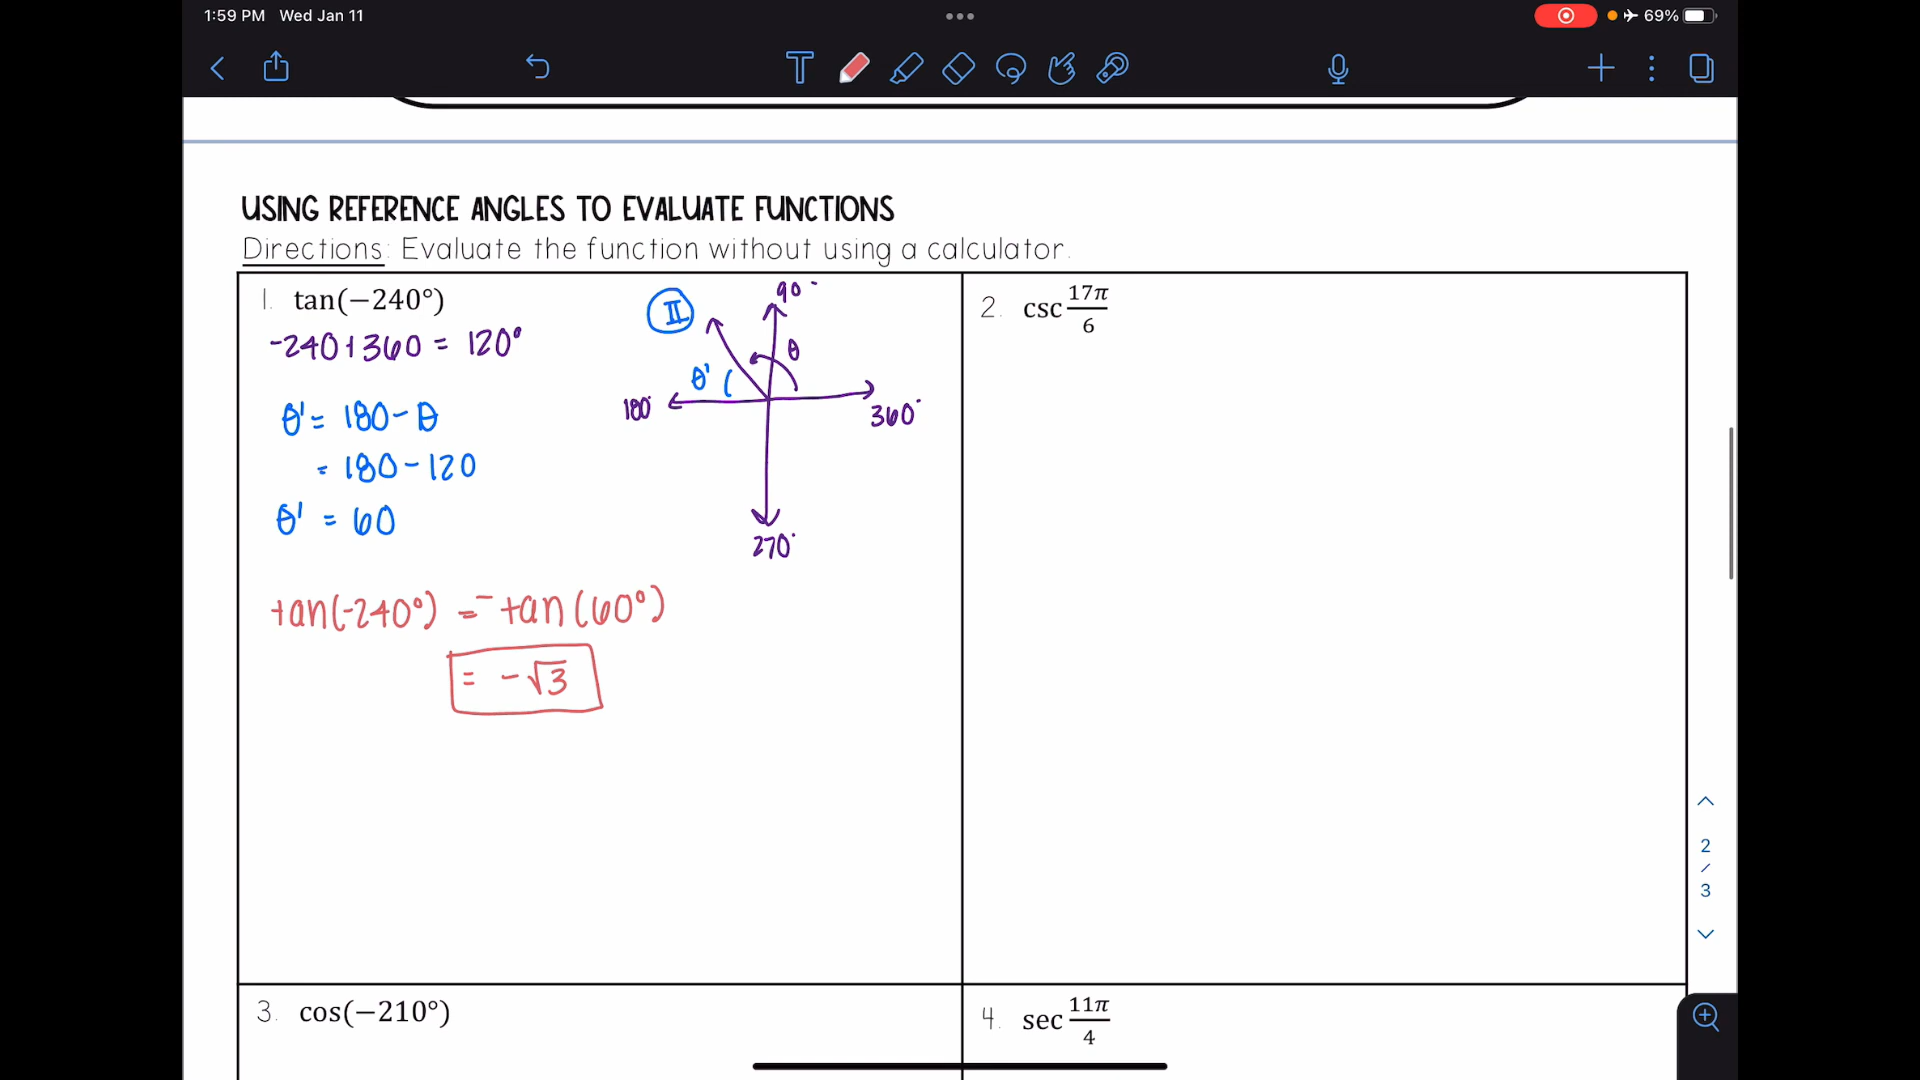 1:59 PM Wed Jan 11
69%
USING REFERENCE ANGLES TO EVALUATE FUNCTIONS
Directions: Evaluate the function without using a calculator.
1. tan(−240°)
-240+360 = 120°
θ' = 180-θ
= 180-120
θ' = 60
tan(-240°) = -tan(60°)
= -√3
II
90°
θ
θ'
180°
360°
270°
2. csc 17π/6
3. cos(−210°)
4. sec 11π/4
2
/
3